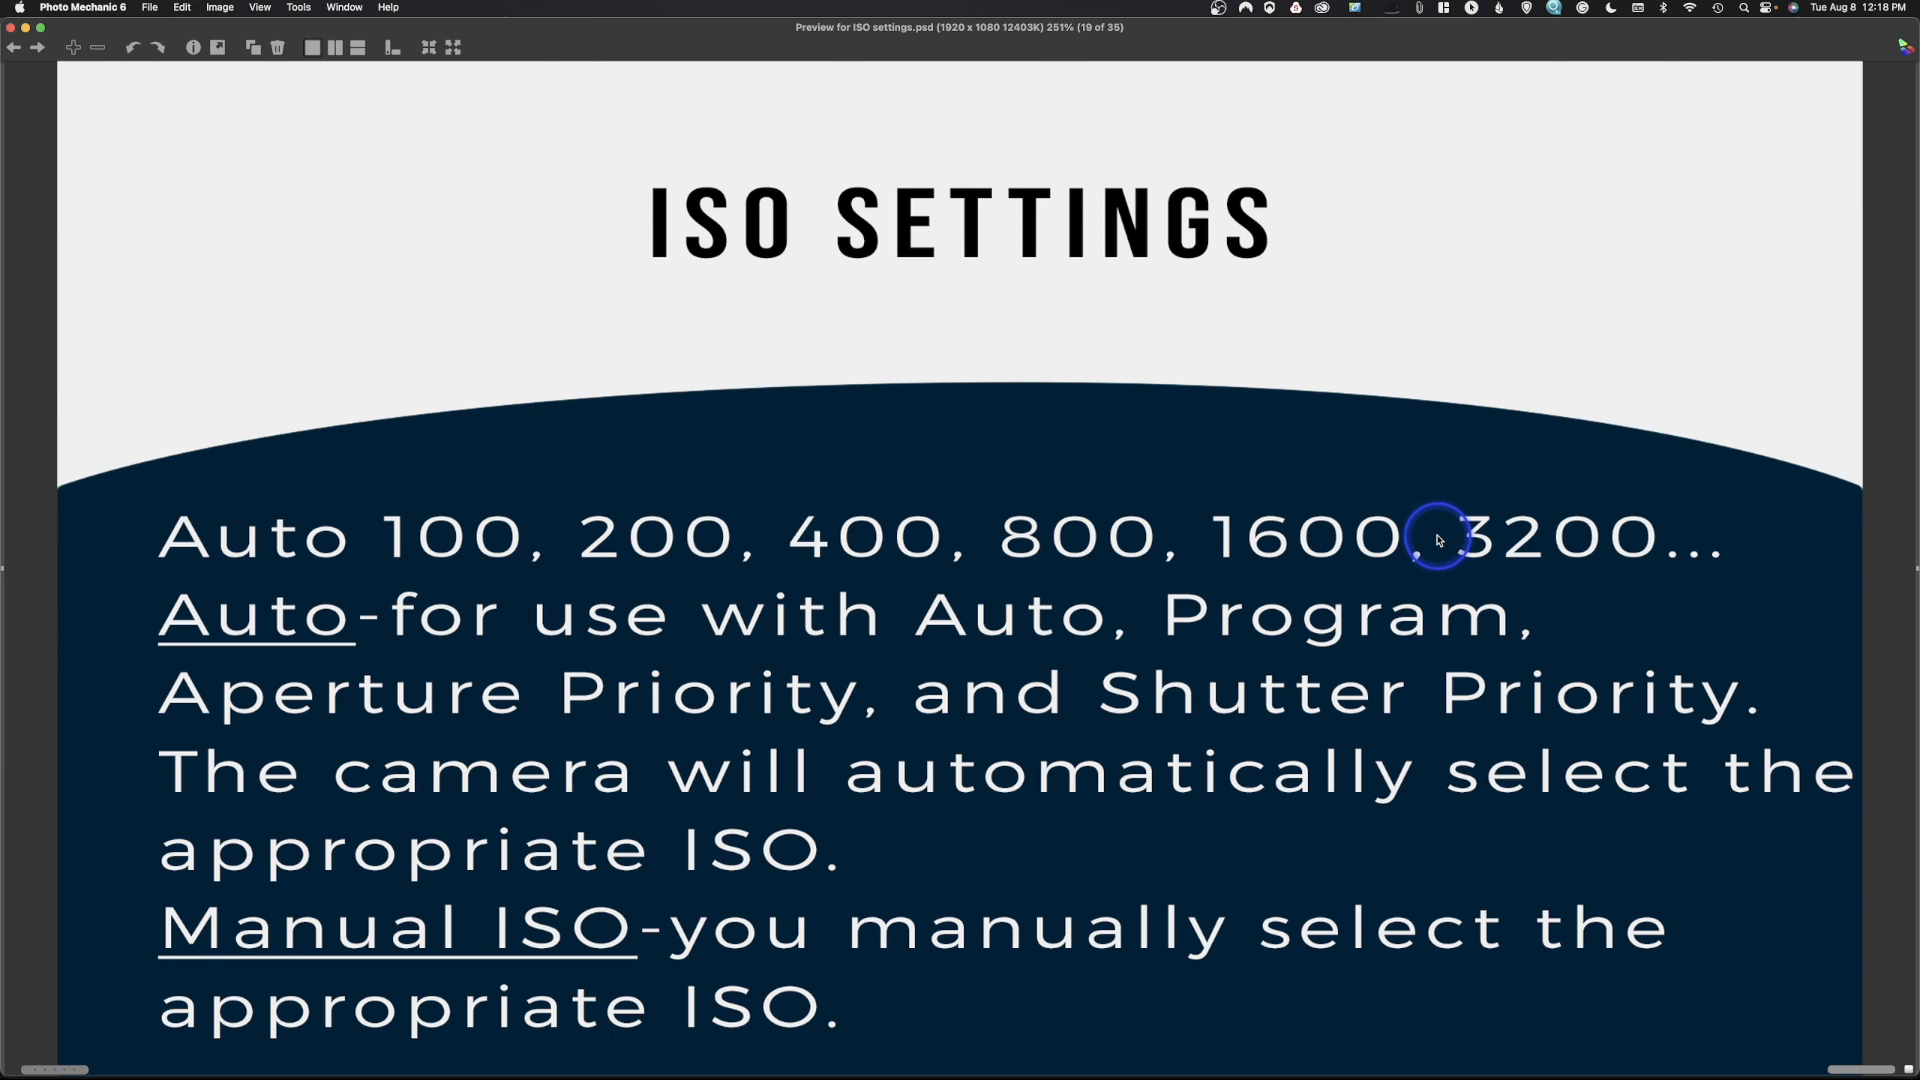 Photo Mechanic 6 File Edit Image View Tools Window Help Tue Aug 8 12:18 PM
Preview for ISO settings.psd (1920 x 1080 12403K) 251% (19 of 35)
ISO SETTINGS
Auto 100, 200, 400, 800, 1600, 3200...
Auto-for use with Auto, Program,
Aperture Priority, and Shutter Priority.
The camera will automatically select the
appropriate ISO.
Manual ISO-you manually select the
appropriate ISO.